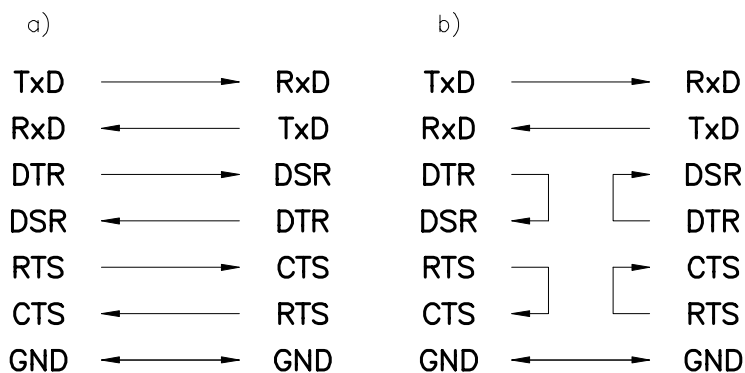 a) b)
TxD RxD TxD RxD
RxD TxD RxD TxD
DTR DSR DTR DSR
DSR DTR DSR DTR
RTS CTS RTS CTS
CTS RTS CTS RTS
GND GND GND GND